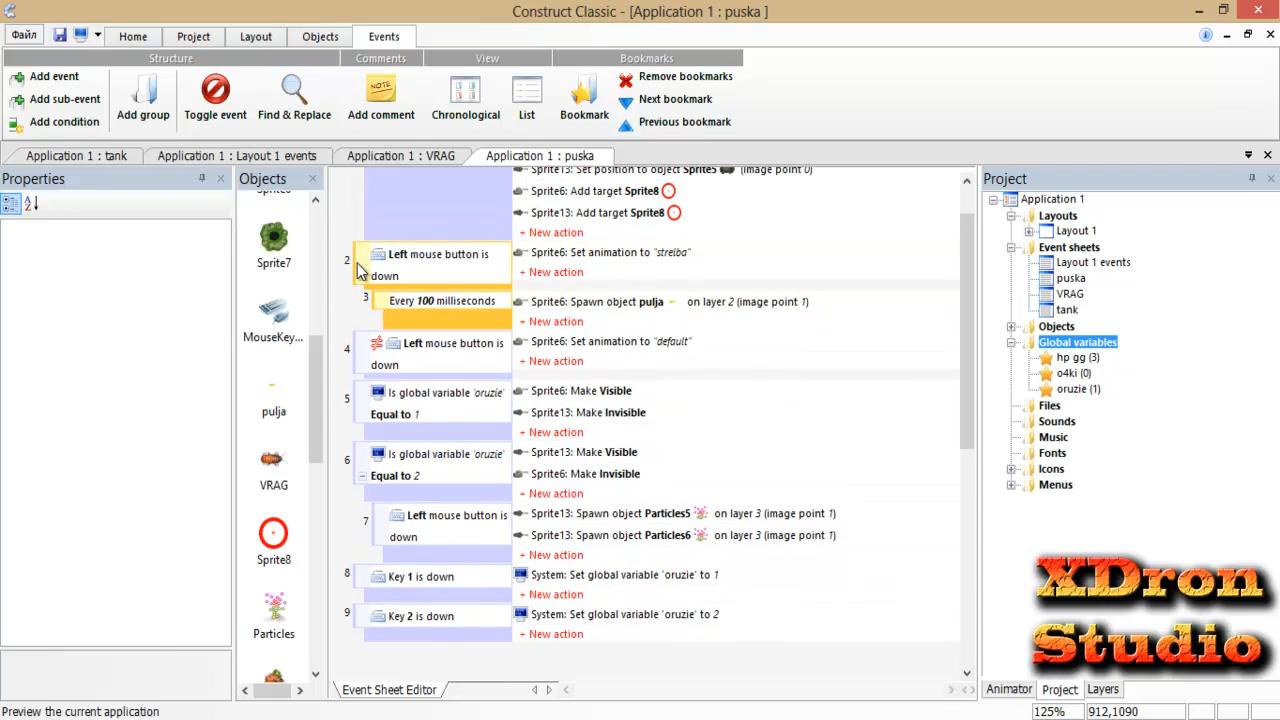 Construct Classic - [Application 1 : puska ]
Файл
Home
Project
Layout
Objects
Events
Structure
Comments
View
Bookmarks
Add event
Add sub-event
Add condition
Add group
Toggle event
Find & Replace
NOTE
Add comment
Chronological
List
Bookmark
Remove bookmarks
Next bookmark
Previous bookmark
Application 1 : tank
Application 1 : Layout 1 events
Application 1 : VRAG
Application 1 : puska
Properties
Objects
Sprite7
MouseKey...
pulja
VRAG
Sprite8
Particles
Sprite13: Set position to object Sprite5 (image point 0)
Sprite6: Add target Sprite8
Sprite13: Add target Sprite8
+ New action
2
Left mouse button is down
Sprite6: Set animation to "strelba"
+ New action
3
Every 100 milliseconds
Sprite6: Spawn object pulja on layer 2 (image point 1)
+ New action
4
Left mouse button is down
Sprite6: Set animation to "default"
+ New action
5
Is global variable 'oruzie' Equal to 1
Sprite6: Make Visible
Sprite13: Make Invisible
+ New action
6
Is global variable 'oruzie' Equal to 2
Sprite13: Make Visible
Sprite6: Make Invisible
+ New action
7
Left mouse button is down
Sprite13: Spawn object Particles5 on layer 3 (image point 1)
Sprite13: Spawn object Particles6 on layer 3 (image point 1)
+ New action
8
Key 1 is down
System: Set global variable 'oruzie' to 1
+ New action
9
Key 2 is down
System: Set global variable 'oruzie' to 2
+ New action
Event Sheet Editor
Project
Application 1
Layouts
Layout 1
Event sheets
Layout 1 events
puska
VRAG
tank
Objects
Global variables
hp gg (3)
o4ki (0)
oruzie (1)
Files
Sounds
Music
Fonts
Icons
Menus
XDron
Studio
Animator
Project
Layers
Preview the current application
125%
912,1090